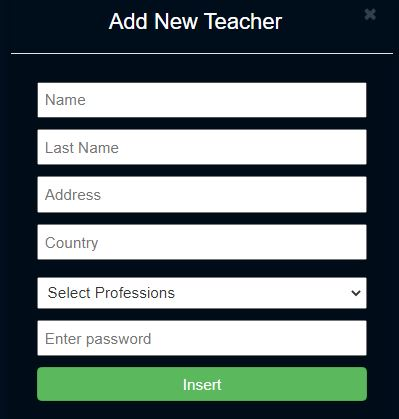 Add New Teacher
Name
Last Name
Address
Country
Select Professions
Enter password
Insert